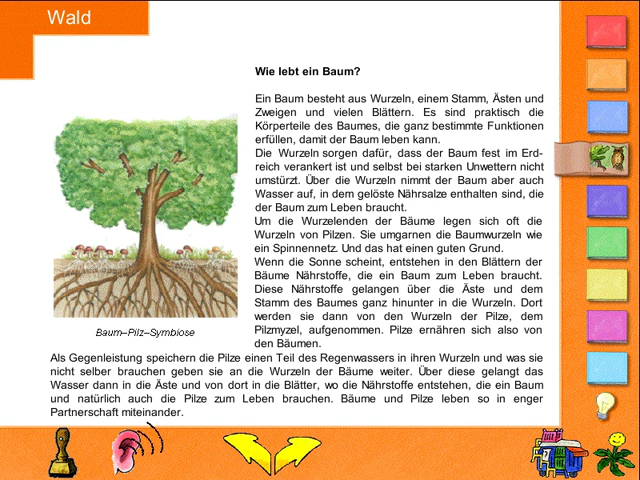 Wald
Wie lebt ein Baum?
Ein Baum besteht aus Wurzeln, einem Stamm, Ästen und
Zweigen und vielen Blättern. Es sind praktisch die
Körperteile des Baumes, die ganz bestimmte Funktionen
erfüllen, damit der Baum leben kann.
Die Wurzeln sorgen dafür, dass der Baum fest im Erd-
reich verankert ist und selbst bei starken Unwettern nicht
umstürzt. Über die Wurzeln nimmt der Baum aber auch
Wasser auf, in dem gelöste Nährsalze enthalten sind, die
der Baum zum Leben braucht.
Um die Wurzelenden der Bäume legen sich oft die
Wurzeln von Pilzen. Sie umgarnen die Baumwurzeln wie
ein Spinnennetz. Und das hat einen guten Grund.
Wenn die Sonne scheint, entstehen in den Blättern der
Bäume Nährstoffe, die ein Baum zum Leben braucht.
Diese Nährstoffe gelangen über die Äste und dem
Stamm des Baumes ganz hinunter in die Wurzeln. Dort
werden sie dann von den Wurzeln der Pilze, dem
Pilzmyzel, aufgenommen. Pilze ernähren sich also von
den Bäumen.
Baum–Pilz–Symbiose
Als Gegenleistung speichern die Pilze einen Teil des Regenwassers in ihren Wurzeln und was sie
nicht selber brauchen geben sie an die Wurzeln der Bäume weiter. Über diese gelangt das
Wasser dann in die Äste und von dort in die Blätter, wo die Nährstoffe entstehen, die ein Baum
und natürlich auch die Pilze zum Leben brauchen. Bäume und Pilze leben so in enger
Partnerschaft miteinander.